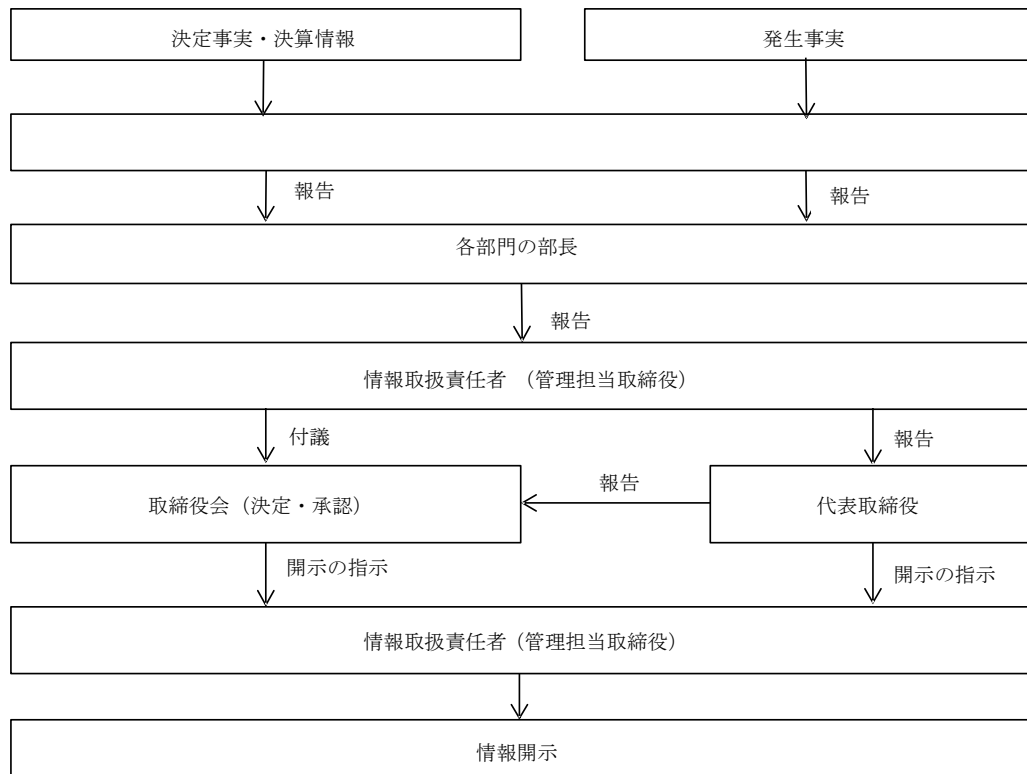 決定事実・決算情報
発生事実
報告
報告
各部門の部長
報告
情報取扱責任者 （管理担当取締役）
付議
報告
取締役会（決定・承認）
報告
代表取締役
開示の指示
開示の指示
情報取扱責任者（管理担当取締役）
情報開示